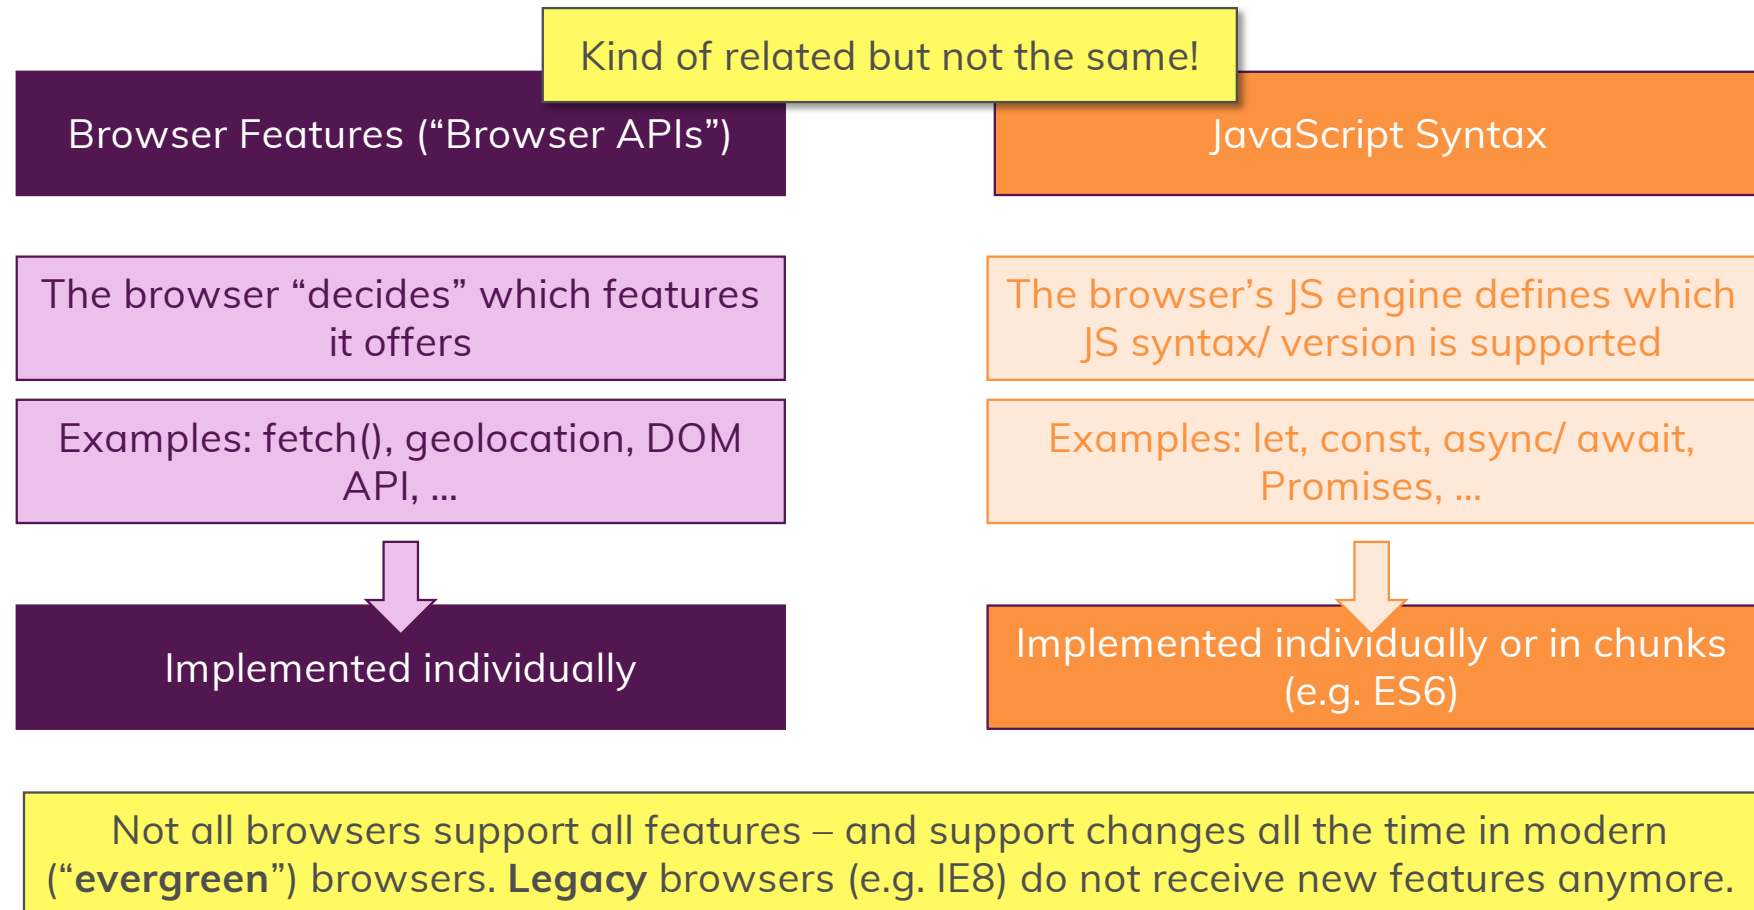 Kind of related but not the same!
Browser Features (“Browser APIs”)
The browser “decides” which features
it offers
Examples: fetch(), geolocation, DOM
API, …
Implemented individually
JavaScript Syntax
The browser’s JS engine defines which
JS syntax/ version is supported
Examples: let, const, async/ await,
Promises, …
Implemented individually or in chunks
(e.g. ES6)
Not all browsers support all features – and support changes all the time in modern
(“evergreen”) browsers. Legacy browsers (e.g. IE8) do not receive new features anymore.